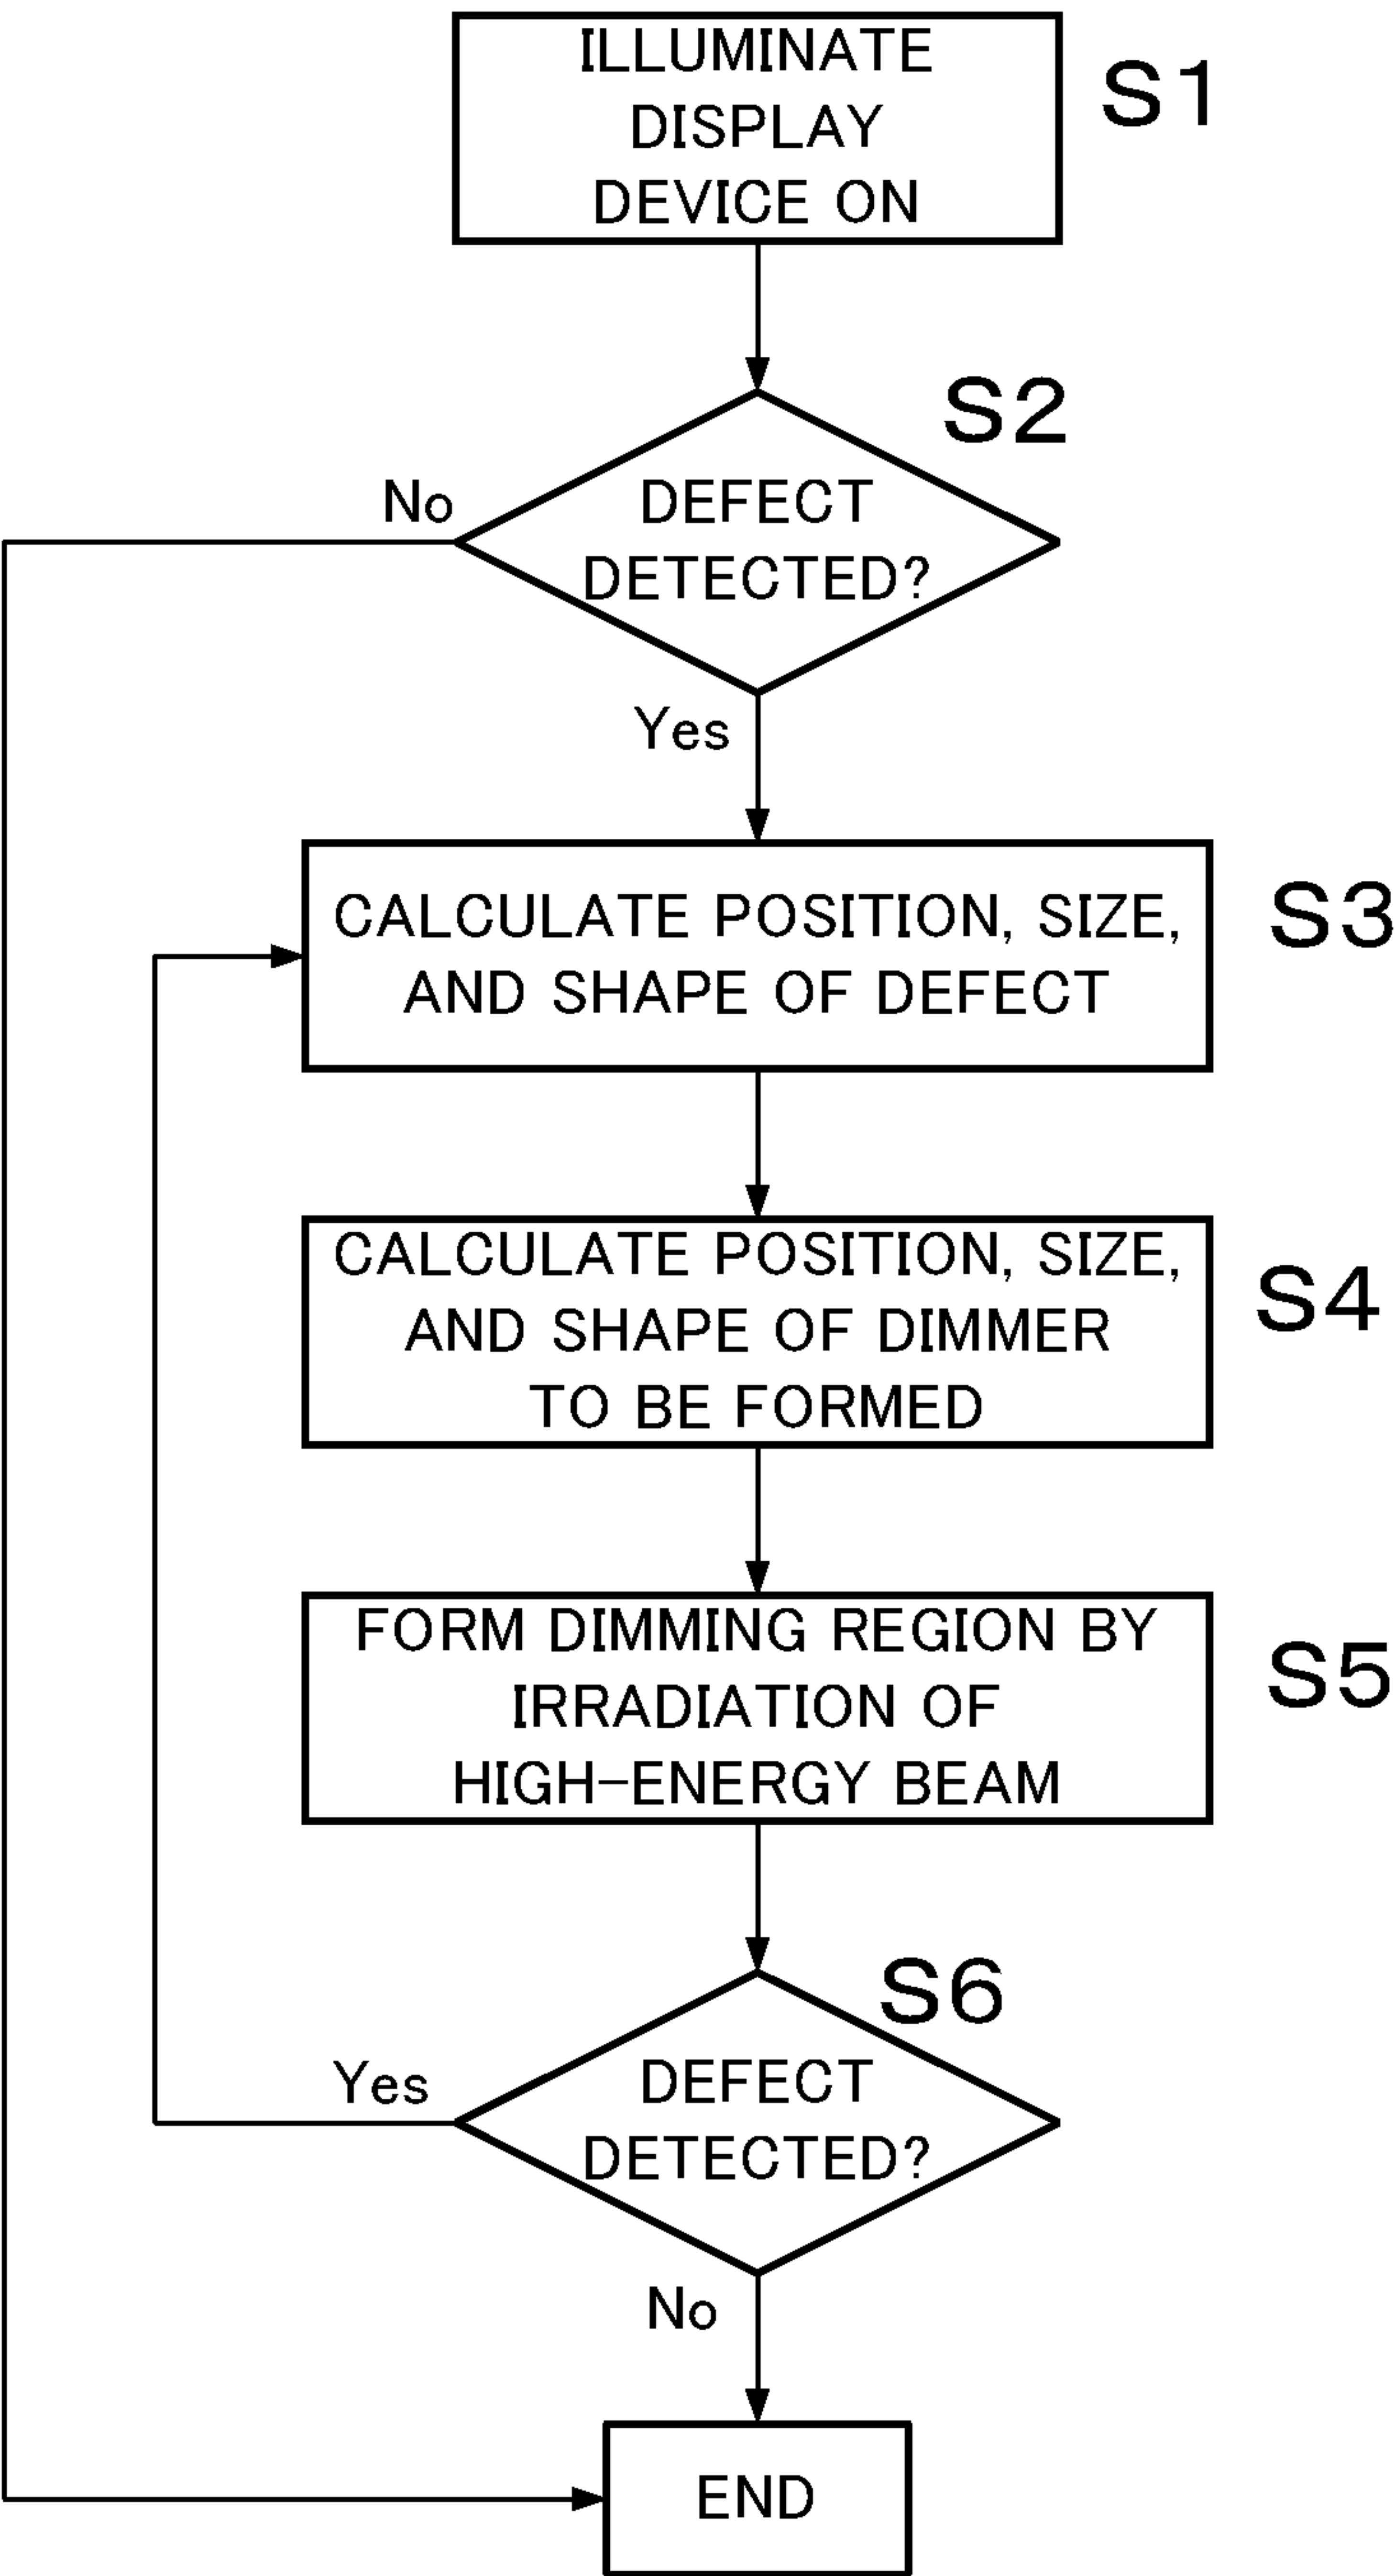 ILLUMINATE
DISPLAY
DEVICE ON
S1
S2
DEFECT
DETECTED?
No
Yes
CALCULATE POSITION, SIZE,
AND SHAPE OF DEFECT
S3
CALCULATE POSITION, SIZE,
AND SHAPE OF DIMMER
TO BE FORMED
S4
FORM DIMMING REGION BY
IRRADIATION OF
HIGH-ENERGY BEAM
S5
S6
DEFECT
DETECTED?
Yes
No
END